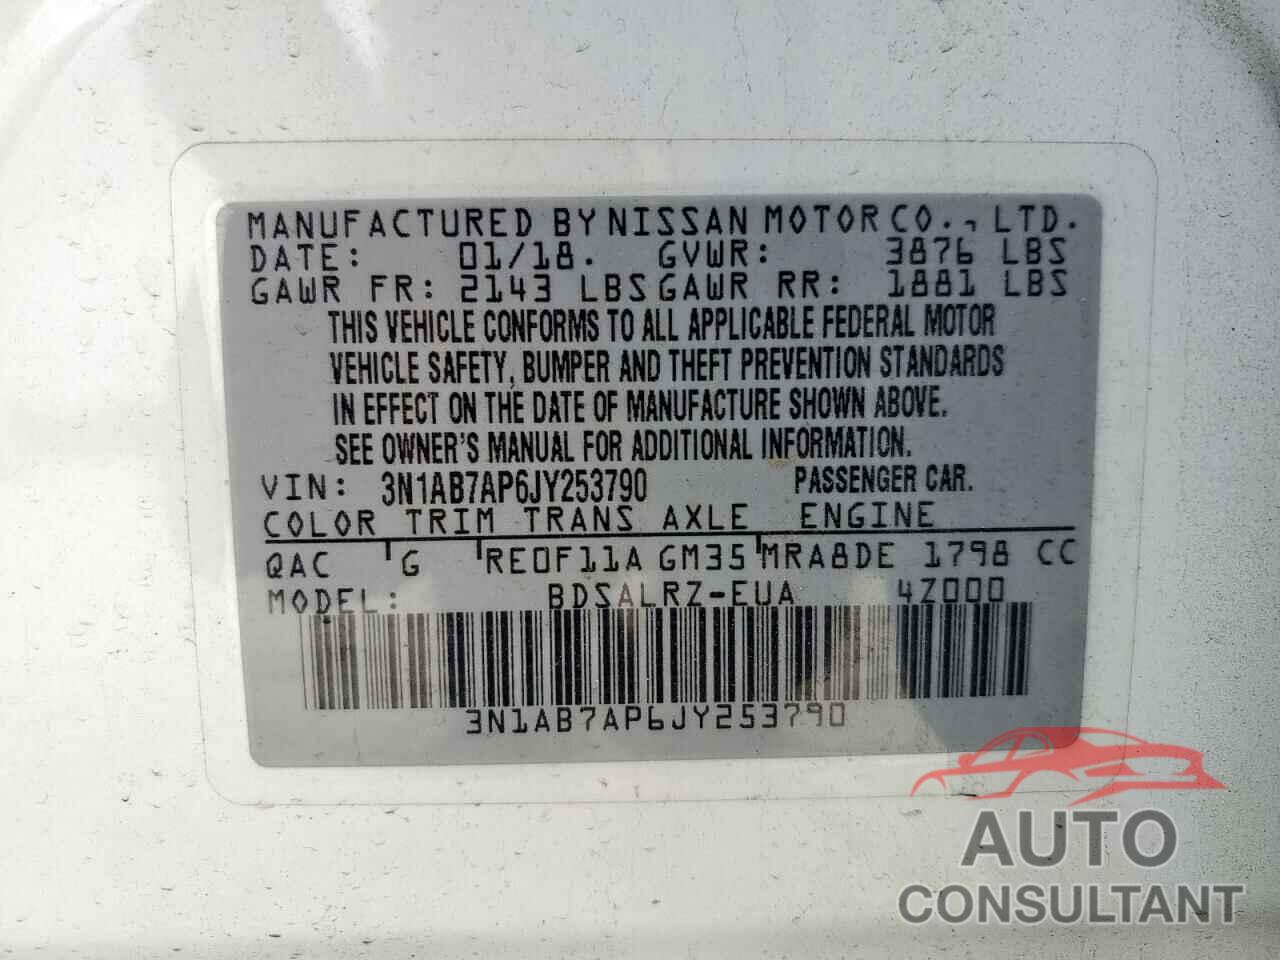 MANUFACTURED BY NISSAN MOTOR CO., LTD.
DATE: 01/18. GVWR: 3876 LBS
GAWR FR: 2143 LBS GAWR RR: 1881 LBS
THIS VEHICLE CONFORMS TO ALL APPLICABLE FEDERAL MOTOR
VEHICLE SAFETY, BUMPER AND THEFT PREVENTION STANDARDS
IN EFFECT ON THE DATE OF MANUFACTURE SHOWN ABOVE.
SEE OWNER'S MANUAL FOR ADDITIONAL INFORMATION.
VIN: 3N1AB7AP6JY253790 PASSENGER CAR.
COLOR TRIM TRANS AXLE ENGINE
QAC G RE0F11A GM35 MRA8DE 1798 CC
MODEL: BDSALRZ-EUA 4Z000
3N1AB7AP6JY253790
AUTO
CONSULTANT